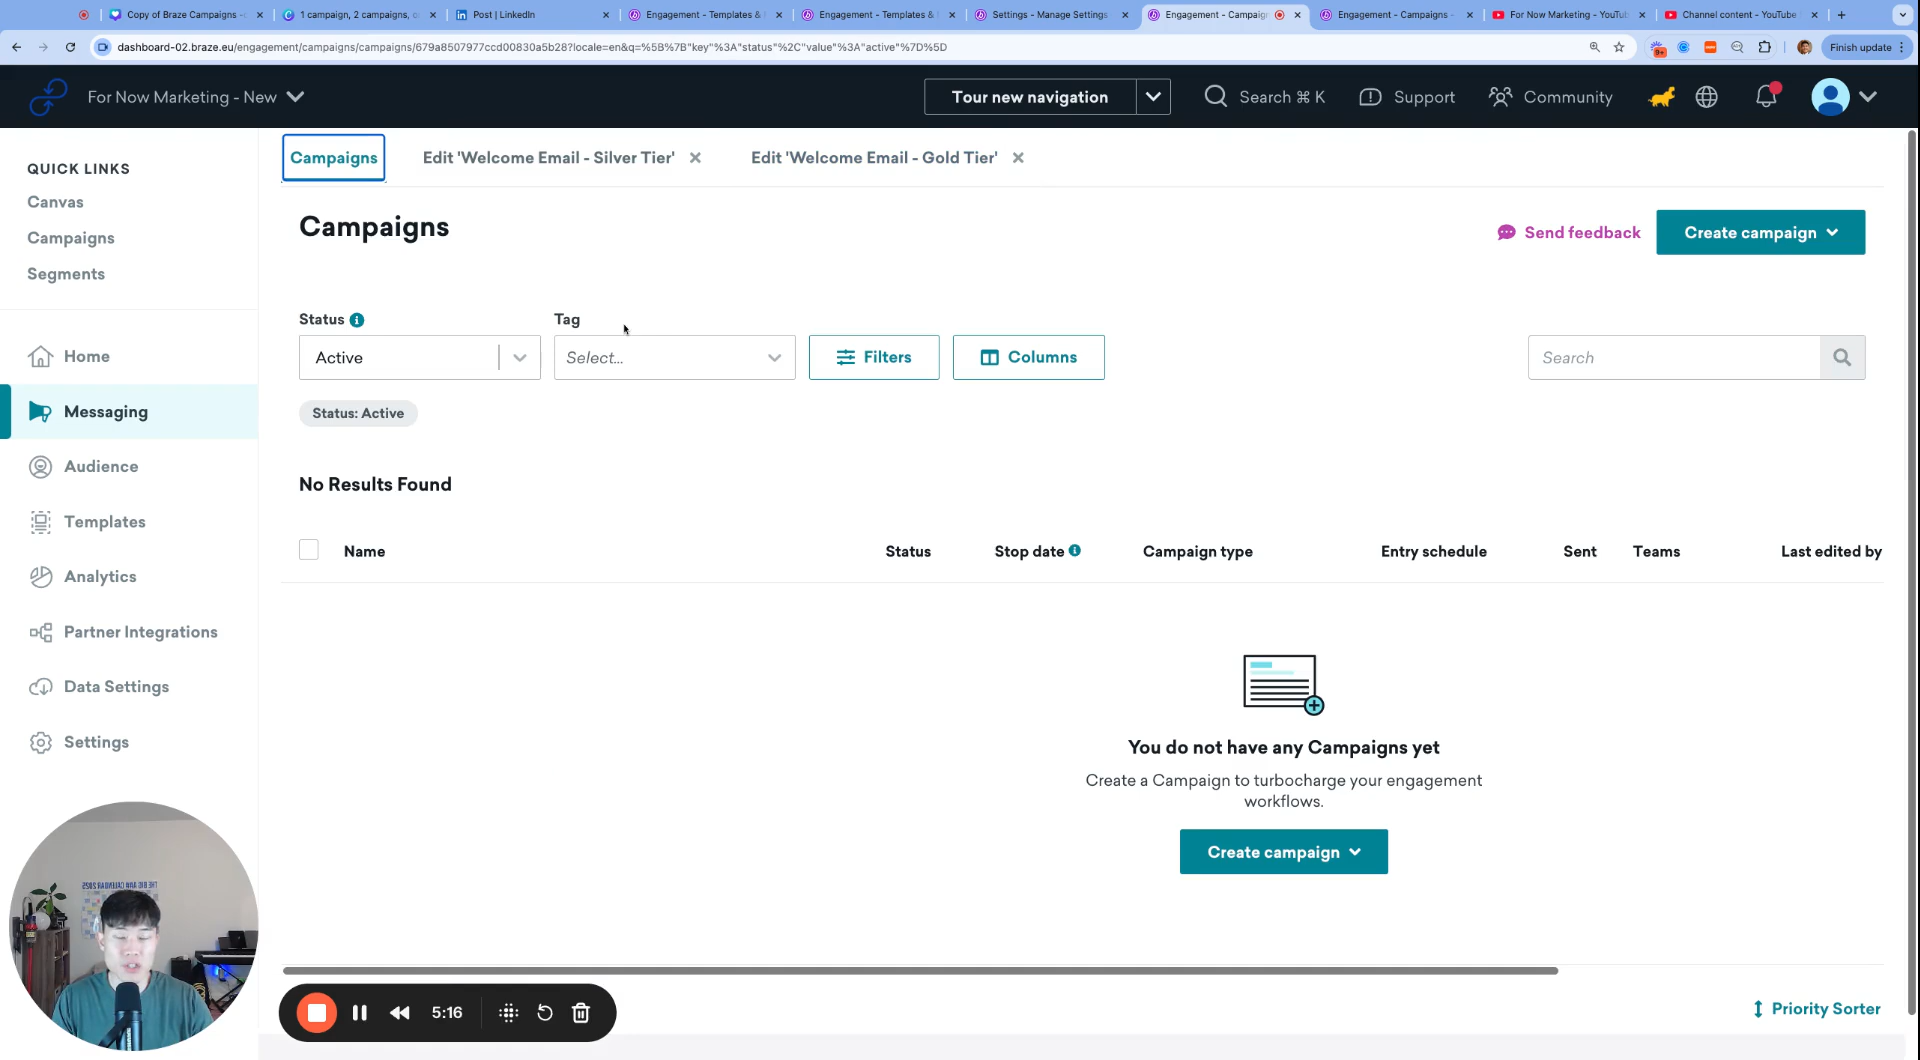 Copy of Braze Campaigns -
1 campaign, 2 campaigns, o
Post | LinkedIn
Engagement - Templates &
Engagement - Templates &
Settings - Manage Settings
Engagement - Campaign
Engagement - Campaigns -
For Now Marketing - YouTub
Channel content - YouTube
dashboard-02.braze.eu/engagement/campaigns/campaigns/679a8507977ccd00830a5b28?locale=en&q=%5B%7B"key"%3A"status"%2C"value"%3A"active"%7D%5D
9+
Finish update
For Now Marketing - New
Tour new navigation
Search ⌘ K
Support
Community
QUICK LINKS
Canvas
Campaigns
Segments
Home
Messaging
Audience
Templates
Analytics
Partner Integrations
Data Settings
Settings
Campaigns
Edit 'Welcome Email - Silver Tier'
Edit 'Welcome Email - Gold Tier'
Campaigns
Send feedback
Create campaign
Status
Tag
Active
Select...
Filters
Columns
Search
Status: Active
No Results Found
Name
Status
Stop date
Campaign type
Entry schedule
Sent
Teams
Last edited by
You do not have any Campaigns yet
Create a Campaign to turbocharge your engagement
workflows.
Create campaign
Priority Sorter
5:16